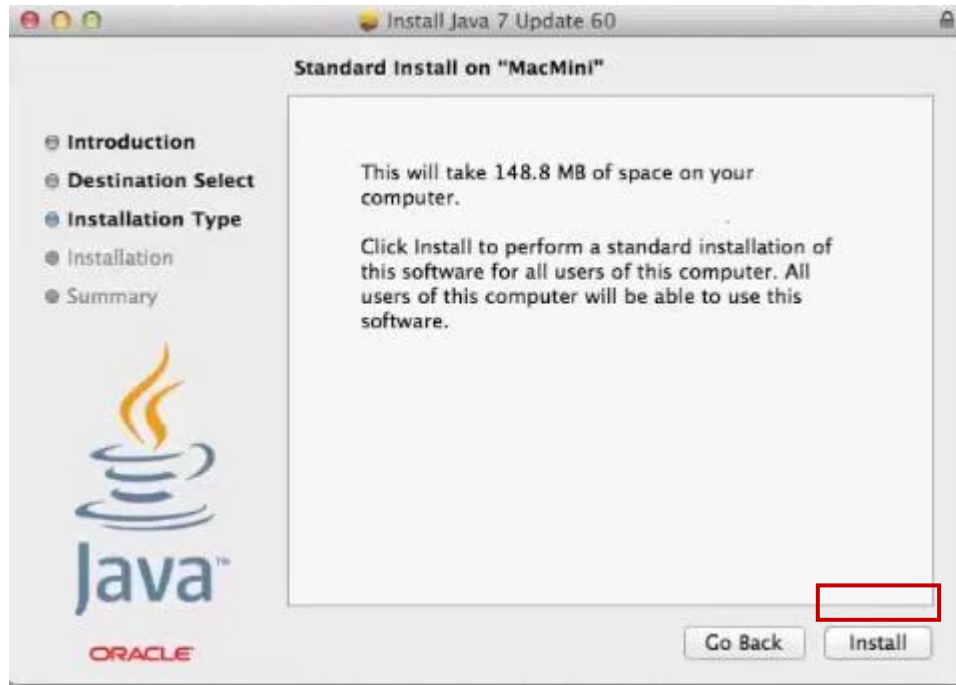 Install Java 7 Update 60
Standard Install on "MacMini"
Introduction
Destination Select
Installation Type
Installation
Summary
This will take 148.8 MB of space on your
computer.
Click Install to perform a standard installation of
this software for all users of this computer. All
users of this computer will be able to use this
software.
Java™
ORACLE
Go Back
Install